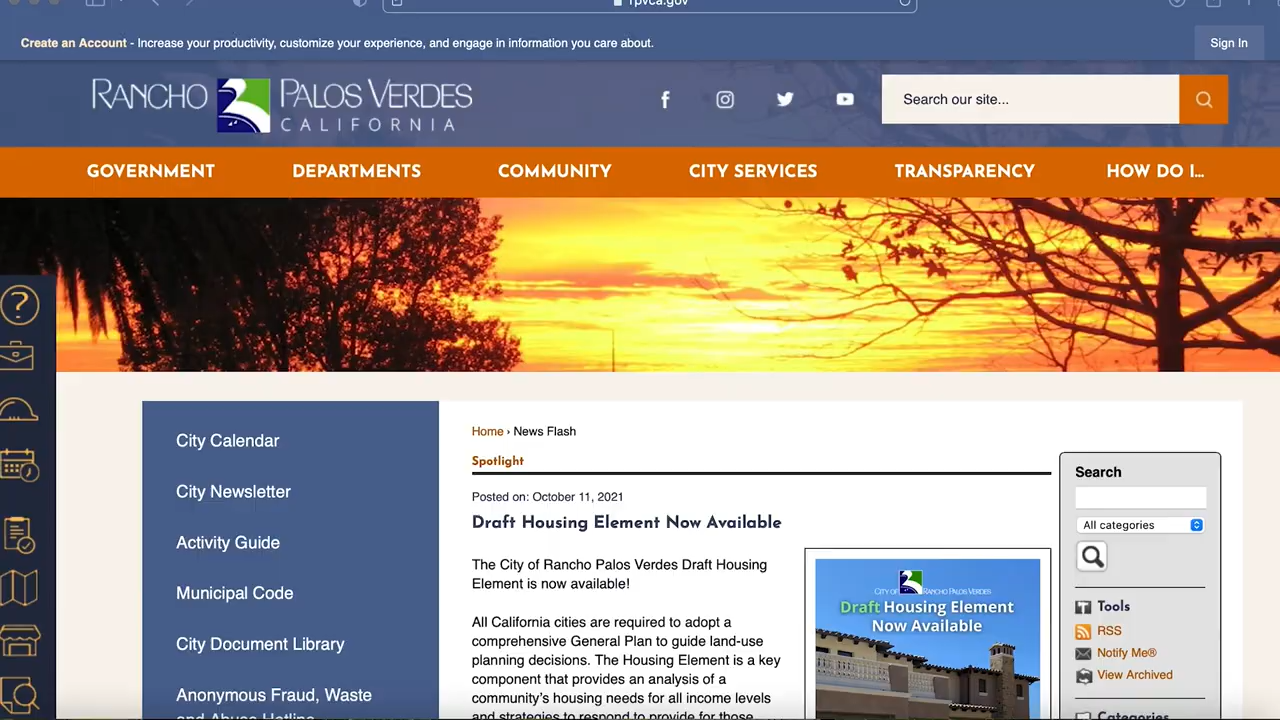 rpvca.gov
Create an Account - Increase your productivity, customize your experience, and engage in information you care about.
Sign In
RANCHO PALOS VERDES
CALIFORNIA
Search our site...
GOVERNMENT DEPARTMENTS COMMUNITY CITY SERVICES TRANSPARENCY HOW DO I...
City Calendar
City Newsletter
Activity Guide
Municipal Code
City Document Library
Anonymous Fraud, Waste
and Abuse Hotline
Home › News Flash
Spotlight
Posted on: October 11, 2021
Draft Housing Element Now Available
The City of Rancho Palos Verdes Draft Housing
Element is now available!
All California cities are required to adopt a
comprehensive General Plan to guide land-use
planning decisions. The Housing Element is a key
component that provides an analysis of a
community's housing needs for all income levels
and strategies to respond to provide for those
CITY OF RANCHO PALOS VERDES
Draft Housing Element
Now Available
Search
All categories
Tools
RSS
Notify Me®
View Archived
Categories